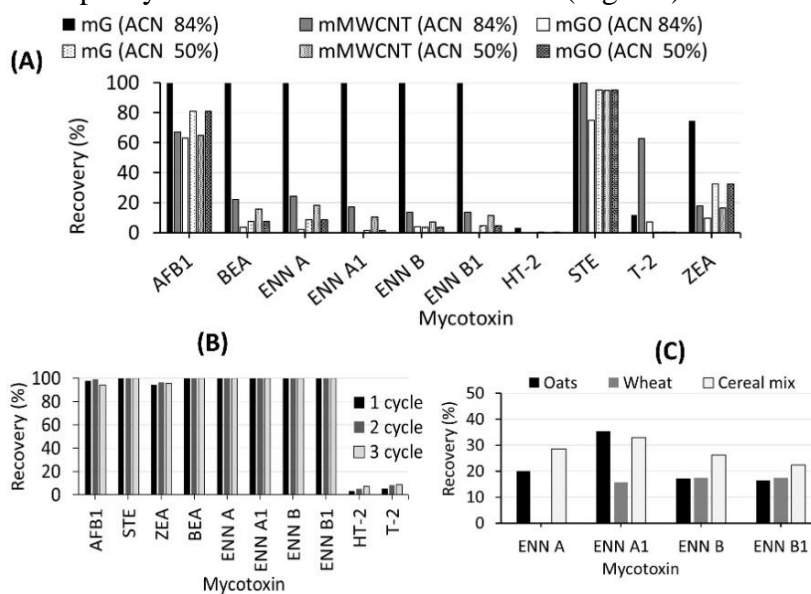 mG (ACN 84%) mMWCNT (ACN 84%) mGO (ACN 84%)
mG (ACN 50%) mMWCNT (ACN 50%) mGO (ACN 50%)
(A)
Recovery (%)
100
80
60
40
20
0
AFB1 BEA ENN A ENN A1 ENN B ENN B1 HT-2 STE T-2 ZEA
Mycotoxin
(B)
Recovery (%)
100
80
60
40
20
0
1 cycle
2 cycle
3 cycle
AFB1 STE ZEA BEA ENN A ENN A1 ENN B ENN B1 HT-2 T-2
Mycotoxin
(C)
Oats Wheat Cereal mix
Recovery (%)
50
40
30
20
10
0
ENN A ENN A1 ENN B ENN B1
Mycotoxin